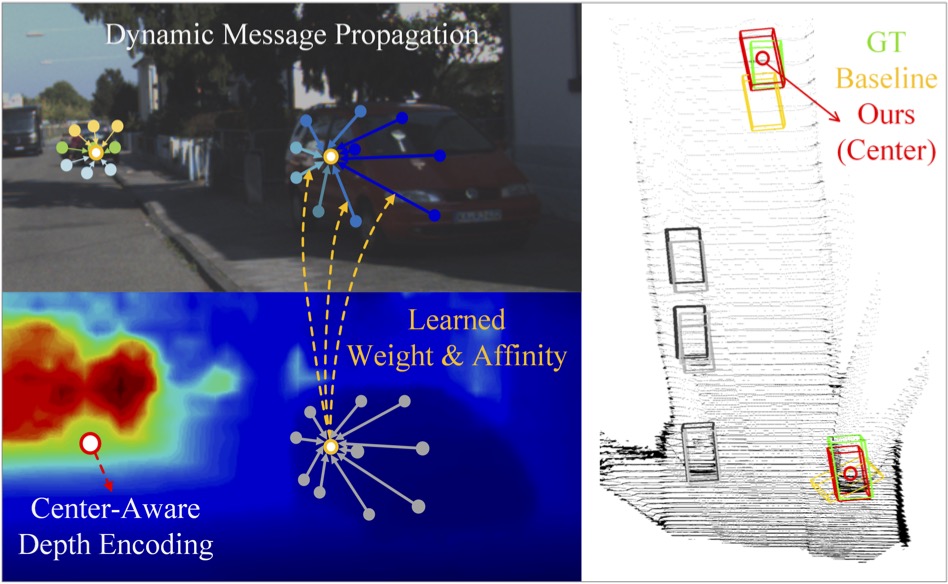 Dynamic Message Propagation
Learned
Weight & Affinity
Center-Aware
Depth Encoding
GT
Baseline
Ours
(Center)